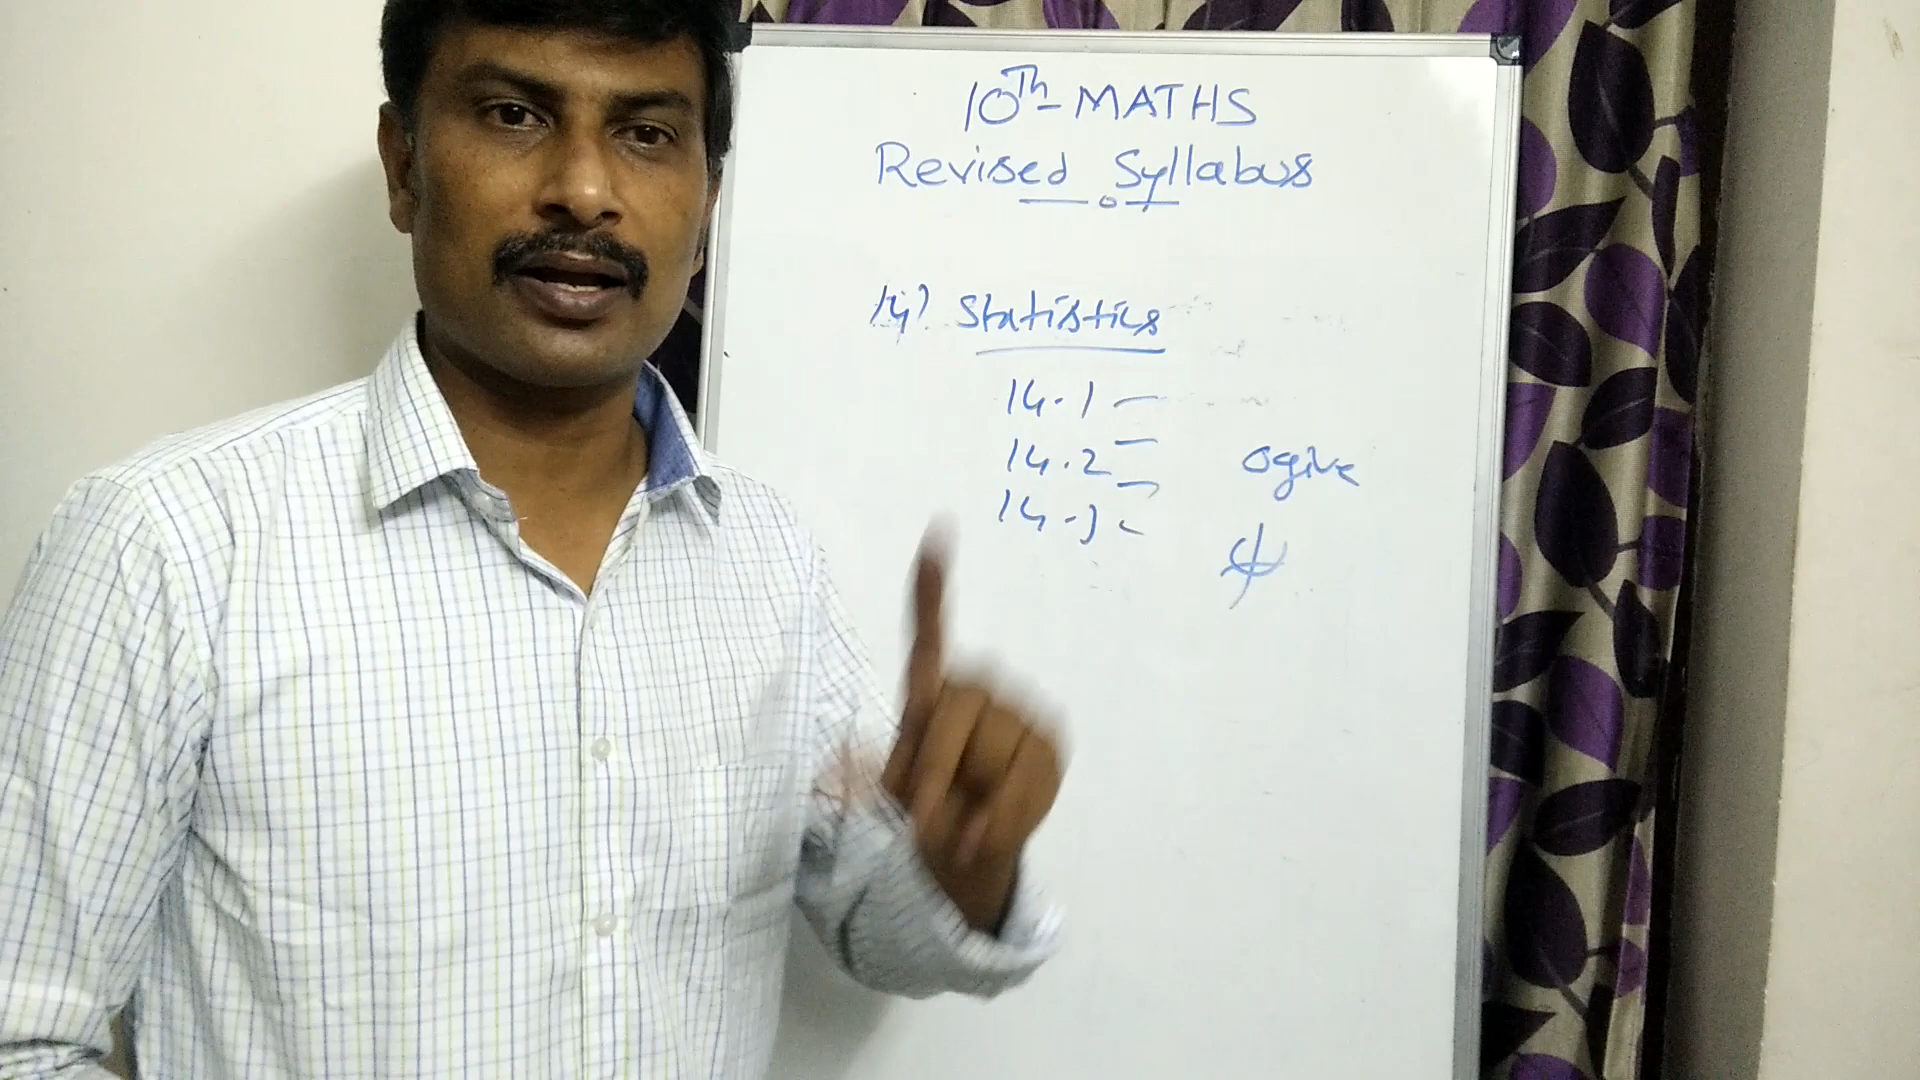 10Th - MATHS
Revised Syllabus
14) Statistics
14.1 —
14.2 =
14.3 -
ogive